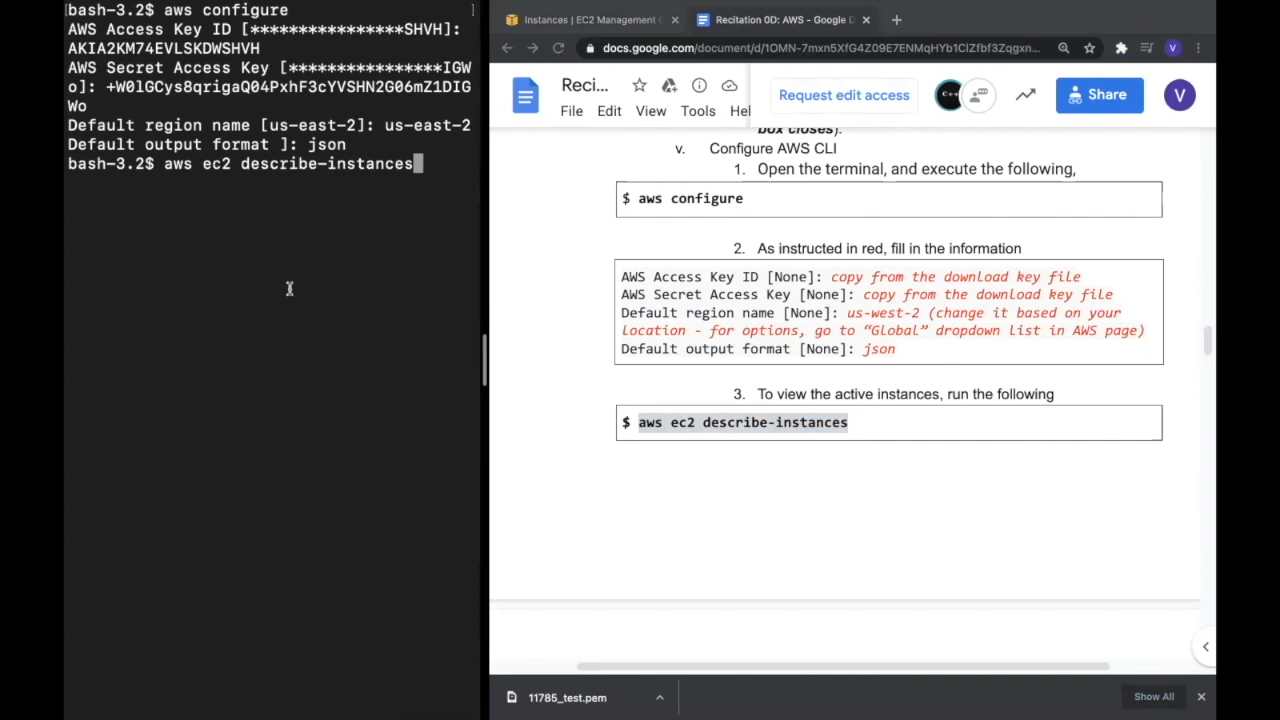 bash-3.2$ aws configure
AWS Access Key ID [****************SHVH]:
AKIA2KM74EVLSKDWSHVH
AWS Secret Access Key [****************IGW
o]: +W0lGCys8qrigaQ04PxhF3cYVSHN2G06mZ1DIG
Wo
Default region name [us-east-2]: us-east-2
Default output format ]: json
bash-3.2$ aws ec2 describe-instances
Instances | EC2 Management
Recitation 0D: AWS - Google D
docs.google.com/document/d/1OMN-7mxn5XfG4Z09E7ENMqHYb1ClZfbf3Zqgxn...
V
Reci...
File Edit View Tools Hel
Request edit access
C++
Share
V
box closes).
v. Configure AWS CLI
1. Open the terminal, and execute the following,
$ aws configure
2. As instructed in red, fill in the information
AWS Access Key ID [None]: copy from the download key file
AWS Secret Access Key [None]: copy from the download key file
Default region name [None]: us-west-2 (change it based on your
location - for options, go to “Global” dropdown list in AWS page)
Default output format [None]: json
3. To view the active instances, run the following
$ aws ec2 describe-instances
11785_test.pem
Show All